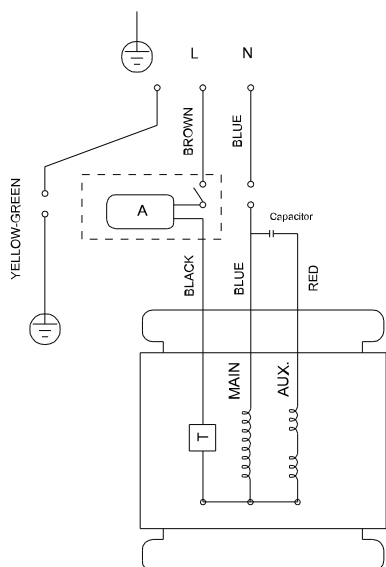 L
N
BROWN
BLUE
YELLOW-GREEN
A
Capacitor
BLACK
BLUE
RED
MAIN
AUX.
T